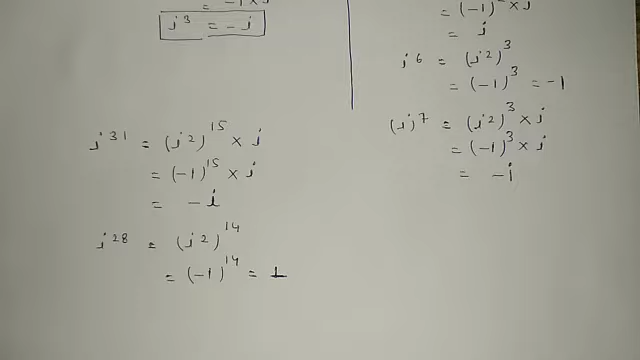 = -1 × i
i³ = -i
i³¹ = (i²)¹⁵ × i
= (-1)¹⁵ × i
= -i
i²⁸ = (i²)¹⁴
= (-1)¹⁴ = 1
= (-1)² × i
= i
i⁶ = (i²)³
= (-1)³ = -1
(i)⁷ = (i²)³ × i
= (-1)³ × i
= -i